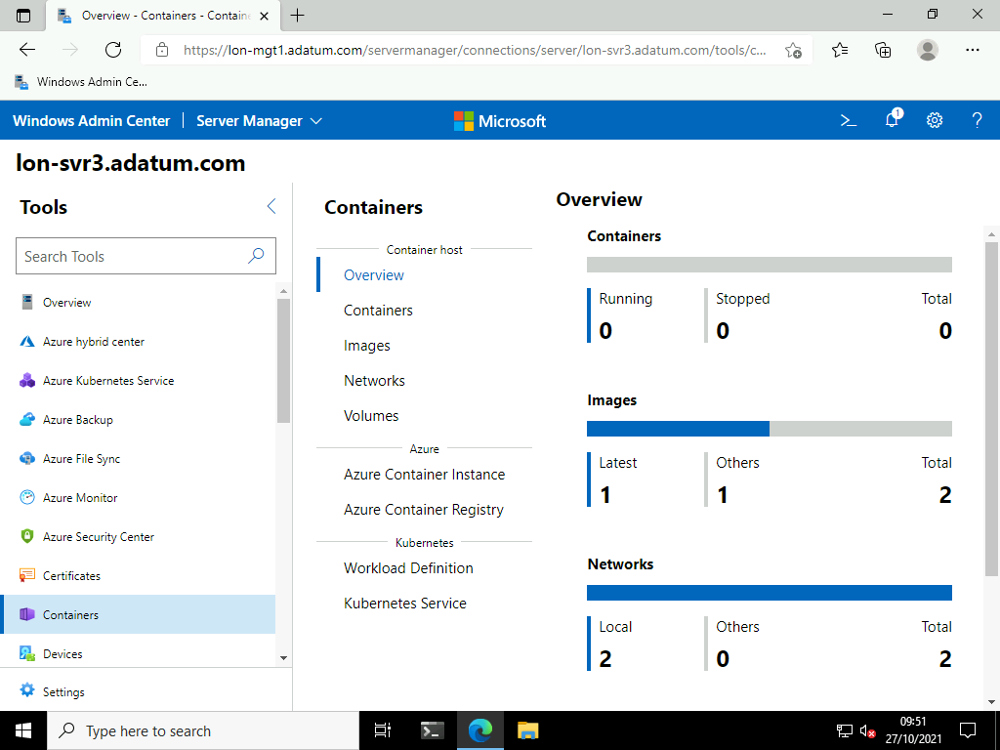 Overview - Containers - Containe
https://lon-mgt1.adatum.com/servermanager/connections/server/lon-svr3.adatum.com/tools/c...
Windows Admin Ce...
Windows Admin Center
Server Manager
Microsoft
1
?
lon-svr3.adatum.com
Tools
Search Tools
Overview
Azure hybrid center
Azure Kubernetes Service
Azure Backup
Azure File Sync
Azure Monitor
Azure Security Center
Certificates
Containers
Devices
Settings
Containers
Container host
Overview
Containers
Images
Networks
Volumes
Azure
Azure Container Instance
Azure Container Registry
Kubernetes
Workload Definition
Kubernetes Service
Overview
Containers
Running Stopped Total
0 0 0
Images
Latest Others Total
1 1 2
Networks
Local Others Total
2 0 2
Type here to search
09:51
27/10/2021